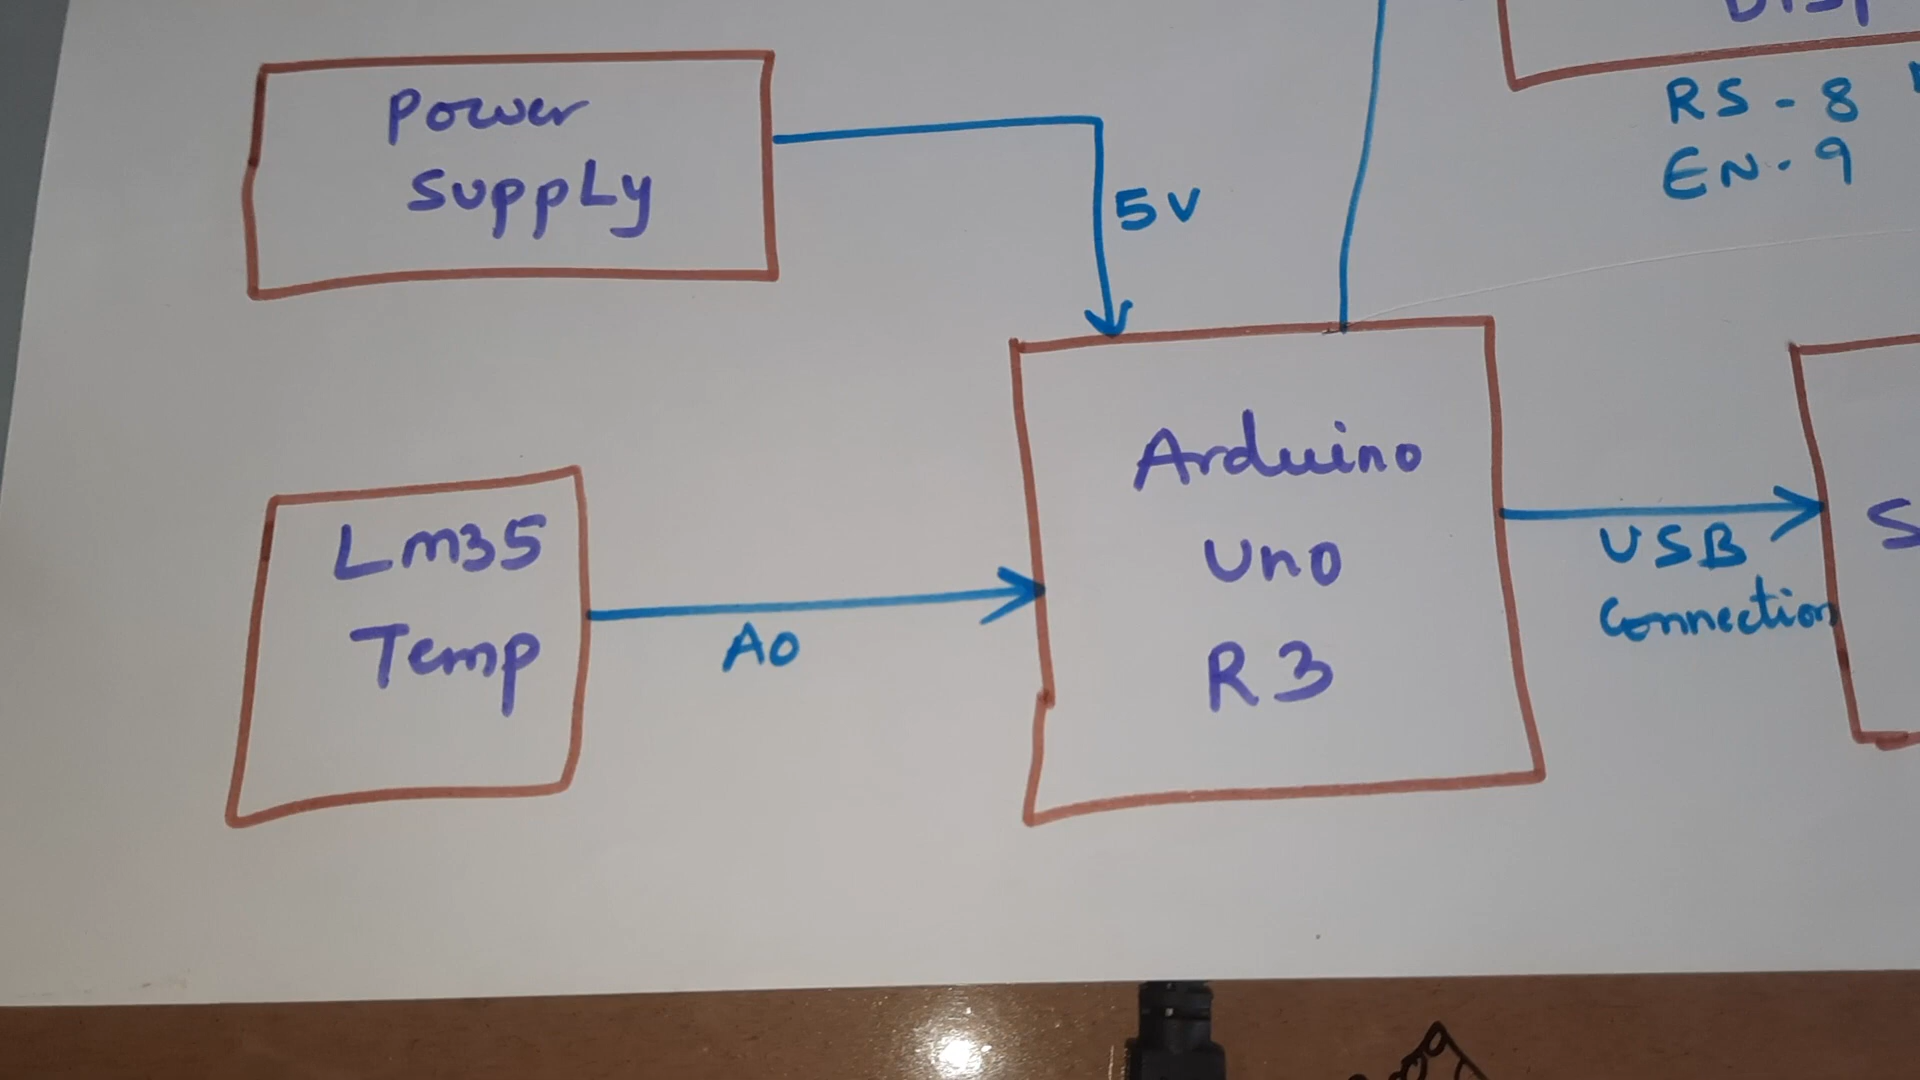 Power
Supply
5V
RS - 8
EN - 9
Lm35
Temp
A0
Arduino
Uno
R3
USB
Connection